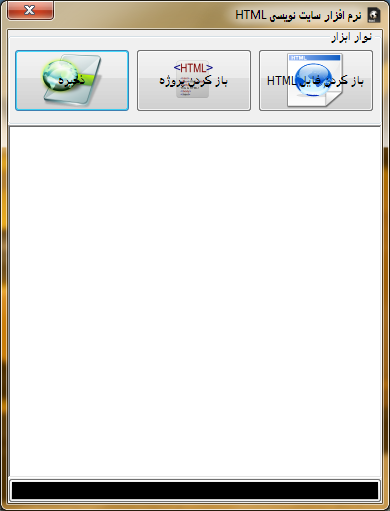 نرم افزار سایت نویسی HTML
نوار ابزار
باز کردن فایل HTML
<HTML>
باز کردن پروژه
ذخیره